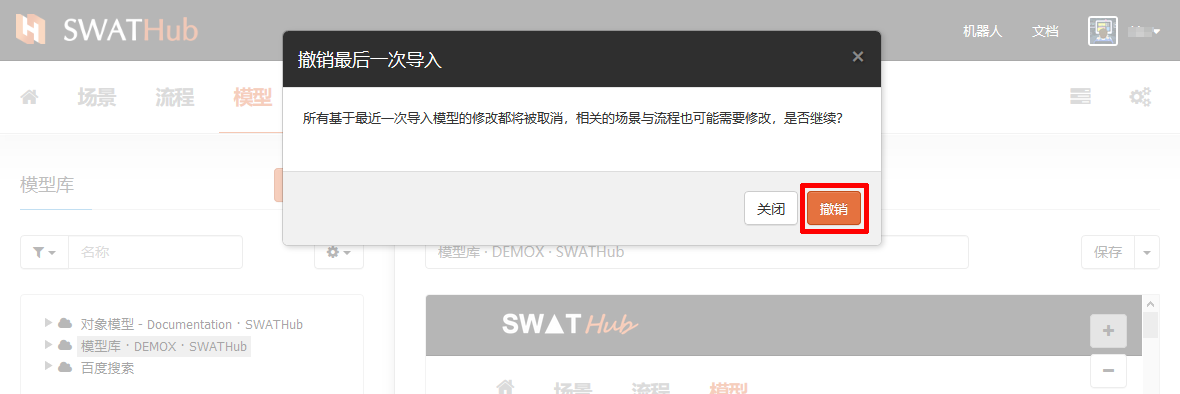 SWATHub
机器人
文档
撤销最后一次导入
×
场景
流程
模型
所有基于最近一次导入模型的修改都将被取消，相关的场景与流程也可能需要修改，是否继续？
模型库
关闭
撤销
名称
模型库 · DEMOX · SWATHub
保存
对象模型 - Documentation · SWATHub
模型库 · DEMOX · SWATHub
百度搜索
SWAT Hub
场景
流程
模型